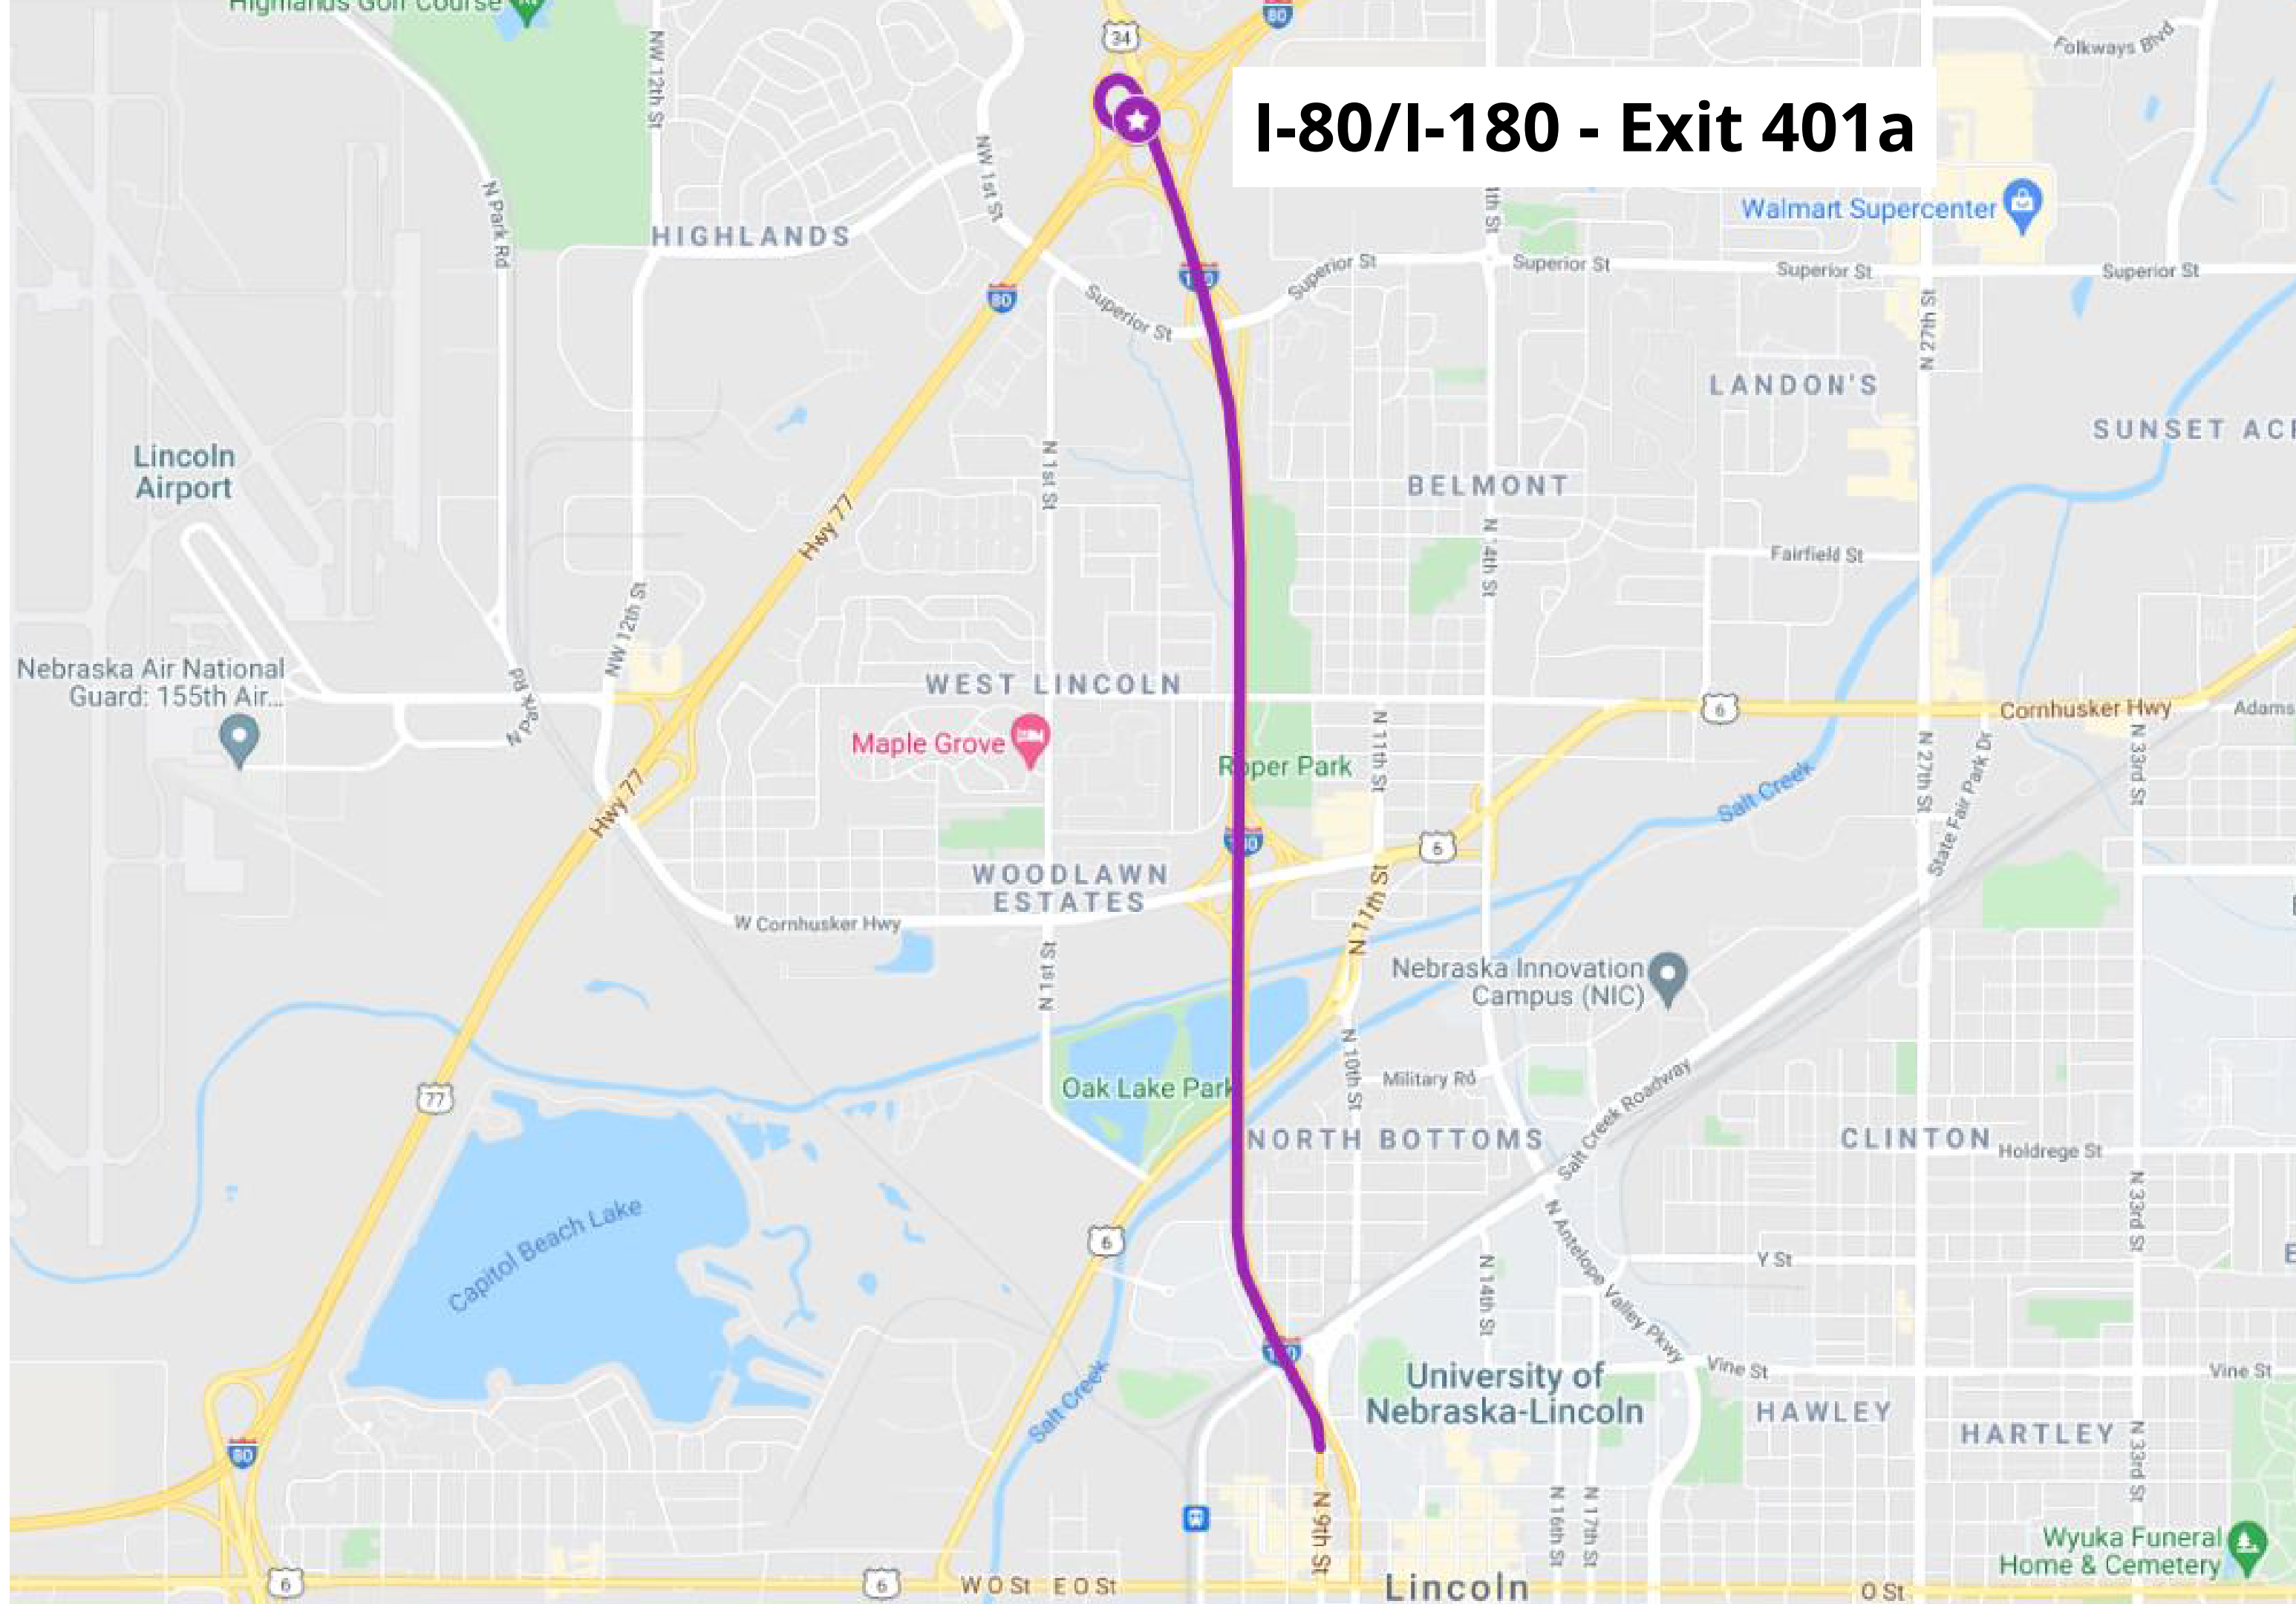 Highlands Golf Course
34
80
Folkways Blvd
NW 12th St
I-80/I-180 - Exit 401a
NW 1st St
Walmart Supercenter
N Park Rd
HIGHLANDS
Superior St
Superior St
Superior St
Superior St
Superior St
80
N 27th St
LANDON'S
SUNSET ACR
Lincoln
Airport
N 1st St
BELMONT
Hwy 77
N 14th St
Fairfield St
NW 12th St
Nebraska Air National
Guard: 155th Air...
N Park Rd
WEST LINCOLN
6
Cornhusker Hwy
Adams
Maple Grove
Roper Park
N 11th St
N 27th St
State Fair Park Dr
N 33rd St
Salt Creek
Hwy 77
6
WOODLAWN
ESTATES
W Cornhusker Hwy
N 11th St
N 1st St
Nebraska Innovation
Campus (NIC)
N 10th St
Military Rd
77
Oak Lake Park
Salt Creek Roadway
NORTH BOTTOMS
CLINTON
Holdrege St
N 33rd St
Capitol Beach Lake
6
N 14th St
N Antelope Valley Pkwy
Y St
Salt Creek
University of
Nebraska-Lincoln
Vine St
Vine St
HAWLEY
HARTLEY
N 33rd St
80
N 9th St
N 16th St
N 17th St
Wyuka Funeral
Home & Cemetery
6
6
W O St
E O St
Lincoln
O St